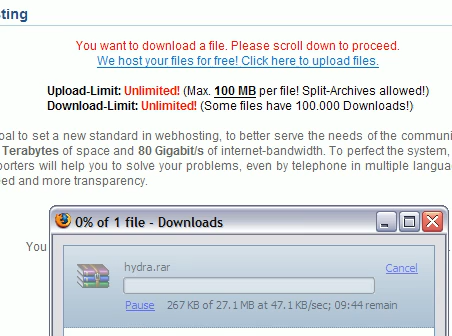 sting
You want to download a file. Please scroll down to proceed.
We host your files for free! Click here to upload files.
Upload-Limit: Unlimited! (Max. 100 MB per file! Split-Archives allowed!)
Download-Limit: Unlimited! (Some files have 100.000 Downloads!)
oal to set a new standard in webhosting, to better serve the needs of the communi
Terabytes of space and 80 Gigabit/s of internet-bandwidth. To perfect the system,
porters will help you to solve your problems, even by telephone in multiple langua
eed and more transparency.
0% of 1 file - Downloads
You
hydra.rar
Cancel
Pause 267 KB of 27.1 MB at 47.1 KB/sec; 09:44 remain